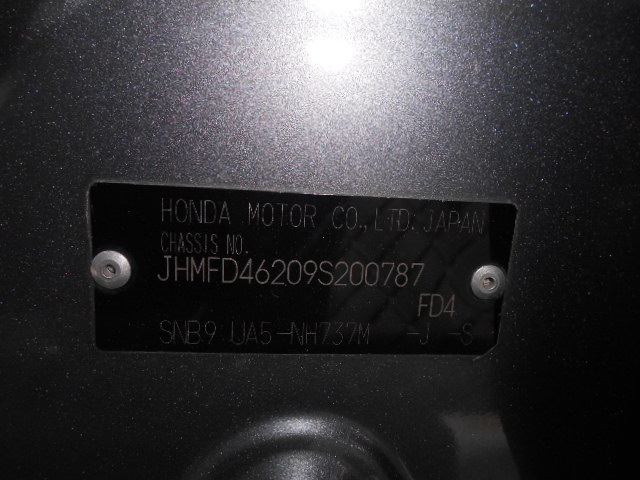 HONDA MOTOR CO., LTD. JAPAN
CHASSIS NO.
JHMFD46209S200787
FD4
SNB9 UA5-NH737M -J -S